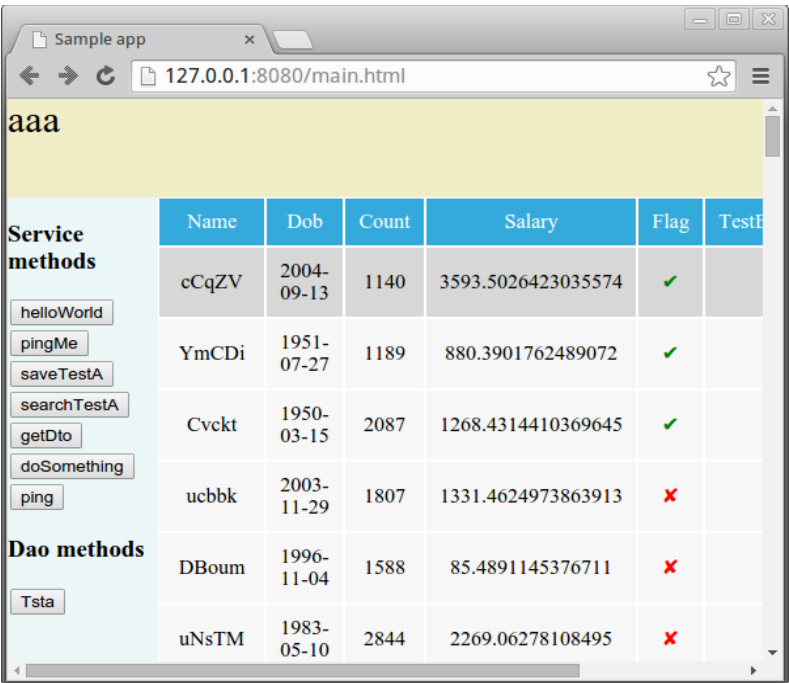 Sample app
127.0.0.1:8080/main.html
aaa
Service
methods
helloWorld
pingMe
saveTestA
searchTestA
getDto
doSomething
ping
Dao methods
Tsta
Name Dob Count Salary Flag TestE
cCqZV 2004-09-13 1140 3593.5026423035574 ✔
YmCDi 1951-07-27 1189 880.3901762489072 ✔
Cvckt 1950-03-15 2087 1268.4314410369645 ✔
ucbbk 2003-11-29 1807 1331.4624973863913 ✘
DBoum 1996-11-04 1588 85.4891145376711 ✘
uNsTM 1983-05-10 2844 2269.06278108495 ✘